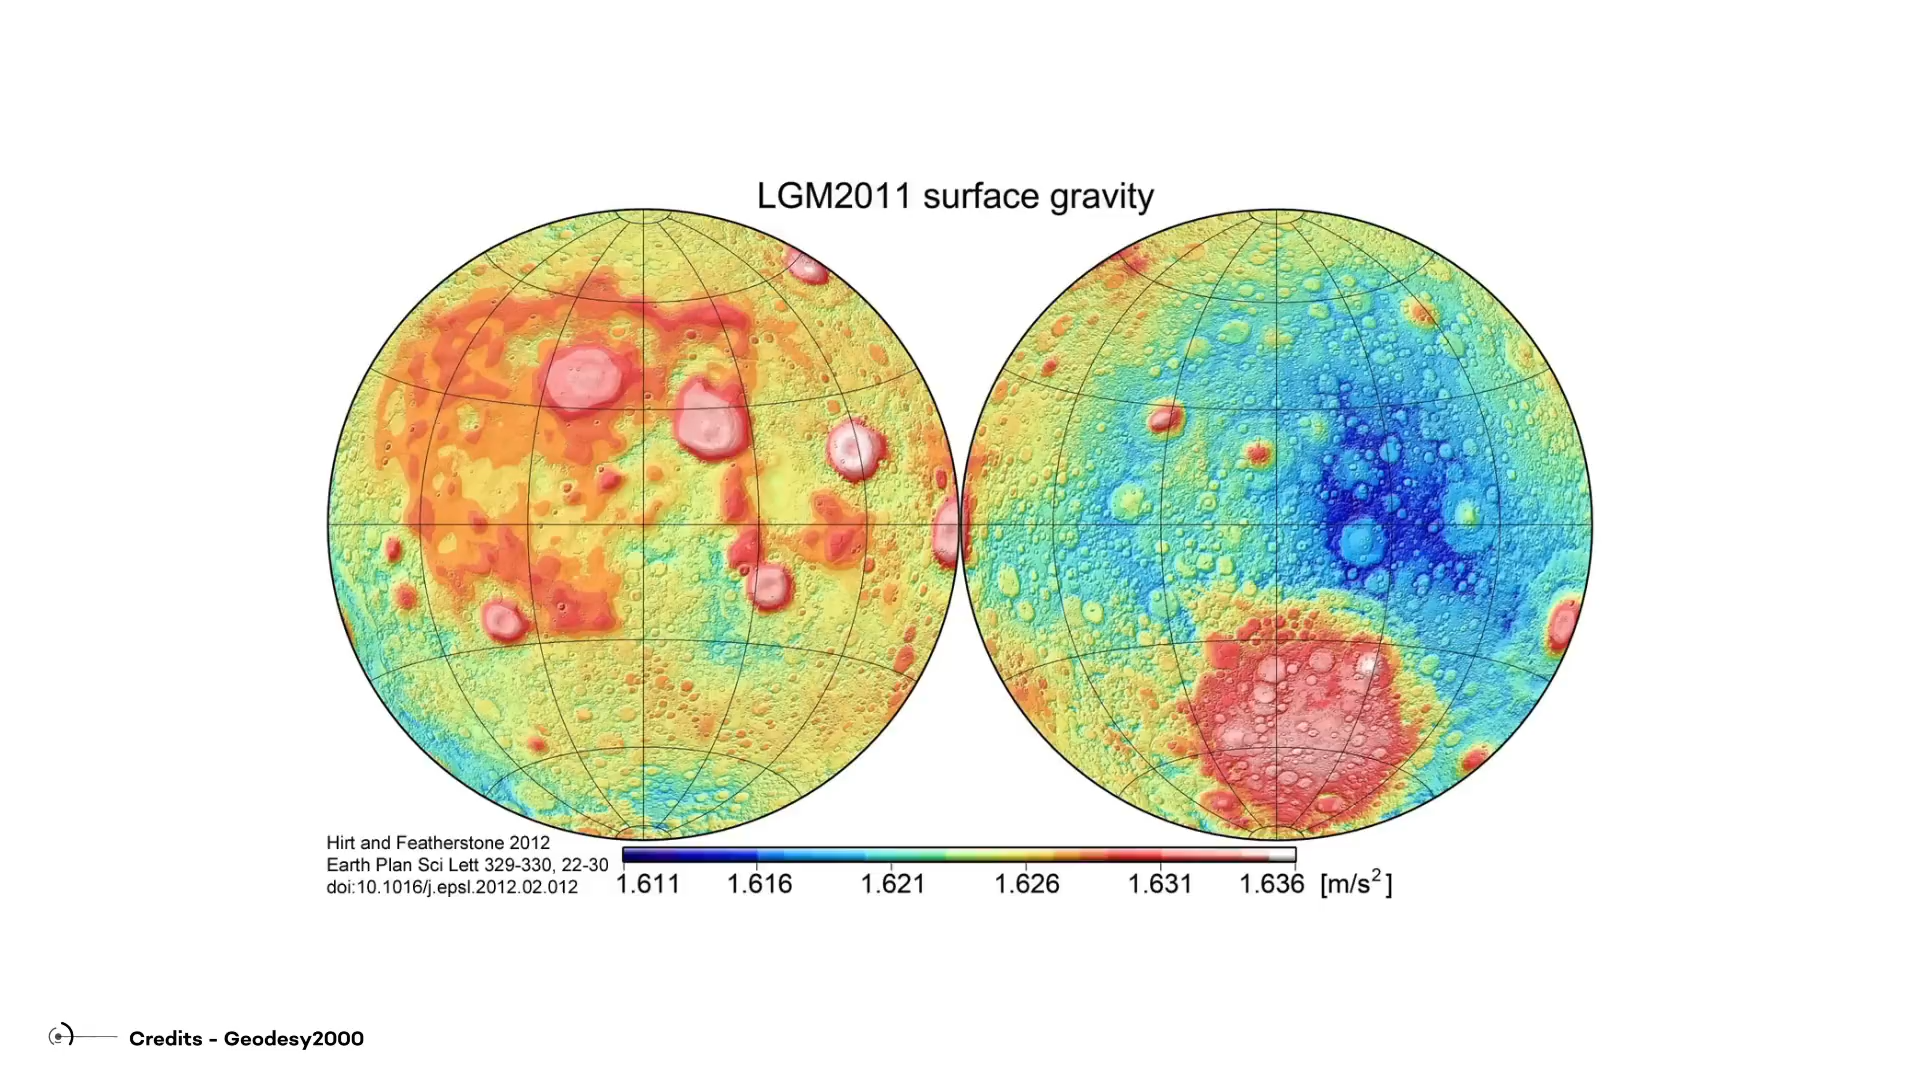 LGM2011 surface gravity
Hirt and Featherstone 2012
Earth Plan Sci Lett 329-330, 22-30
doi:10.1016/j.epsl.2012.02.012
1.611 1.616 1.621 1.626 1.631 1.636 [m/s²]
Credits - Geodesy2000